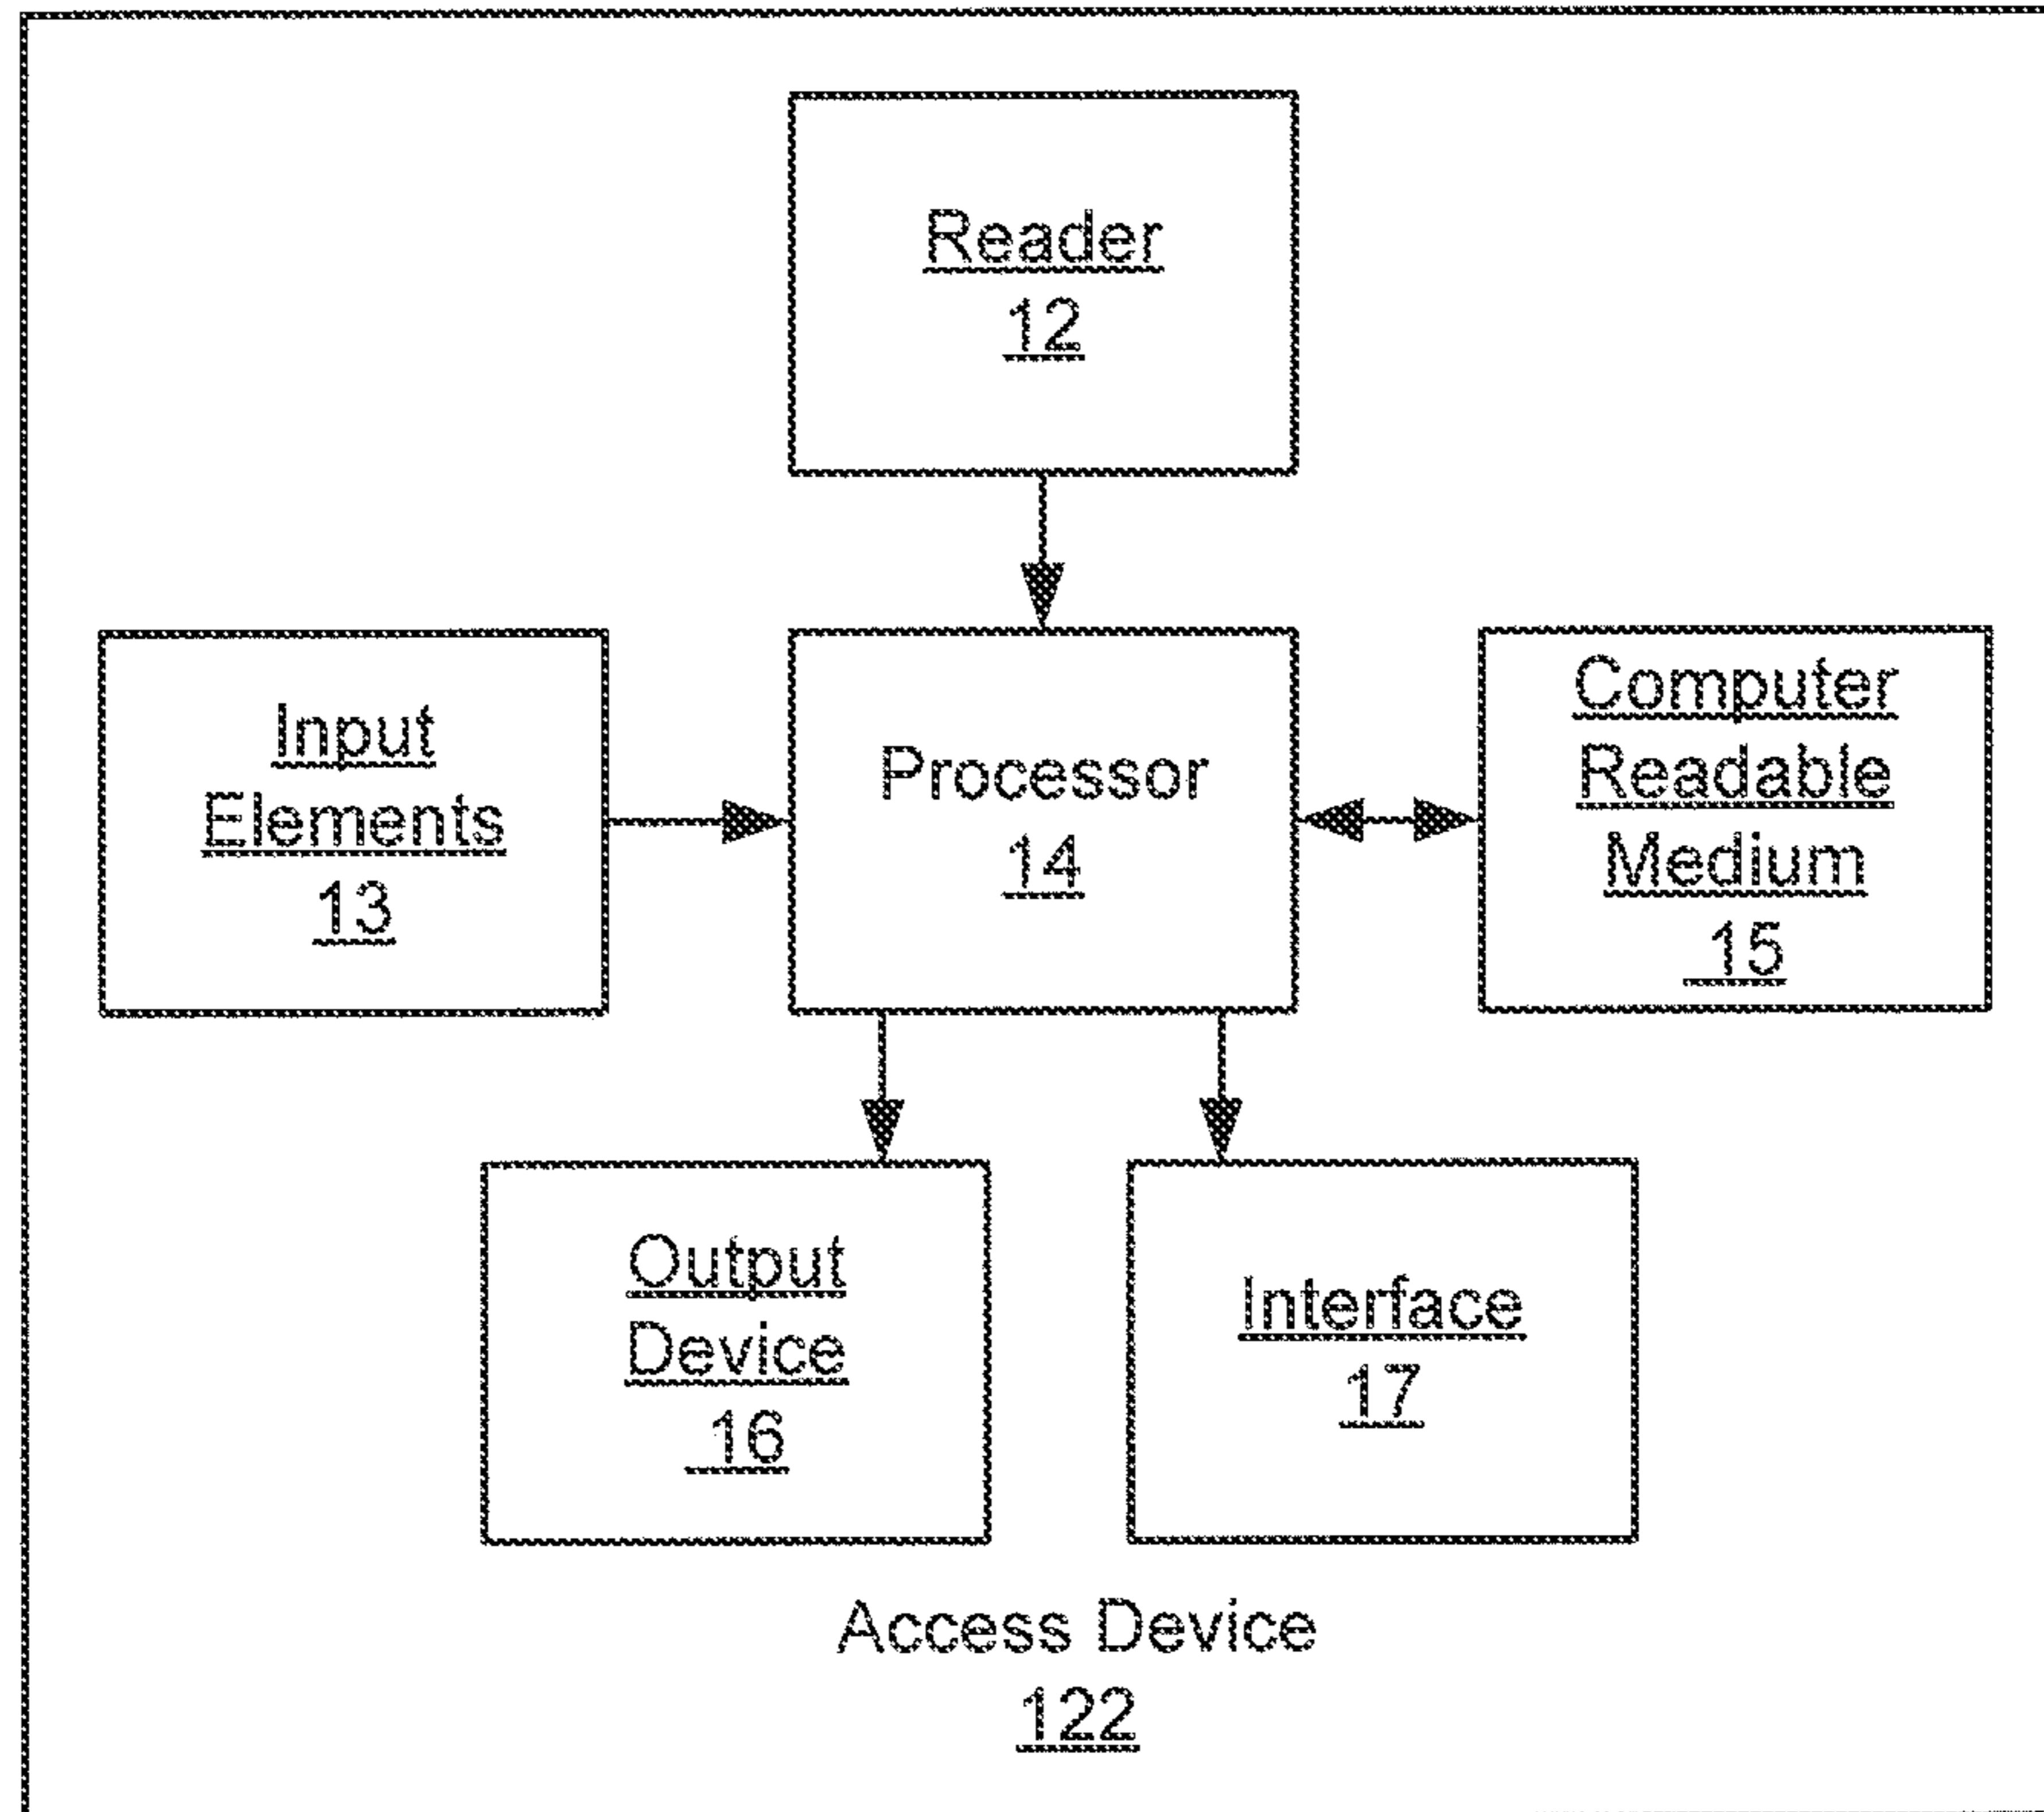 Reader
12
Input
Elements
13
Processor
14
Computer
Readable
Medium
15
Output
Device
16
Interface
17
Access Device
122